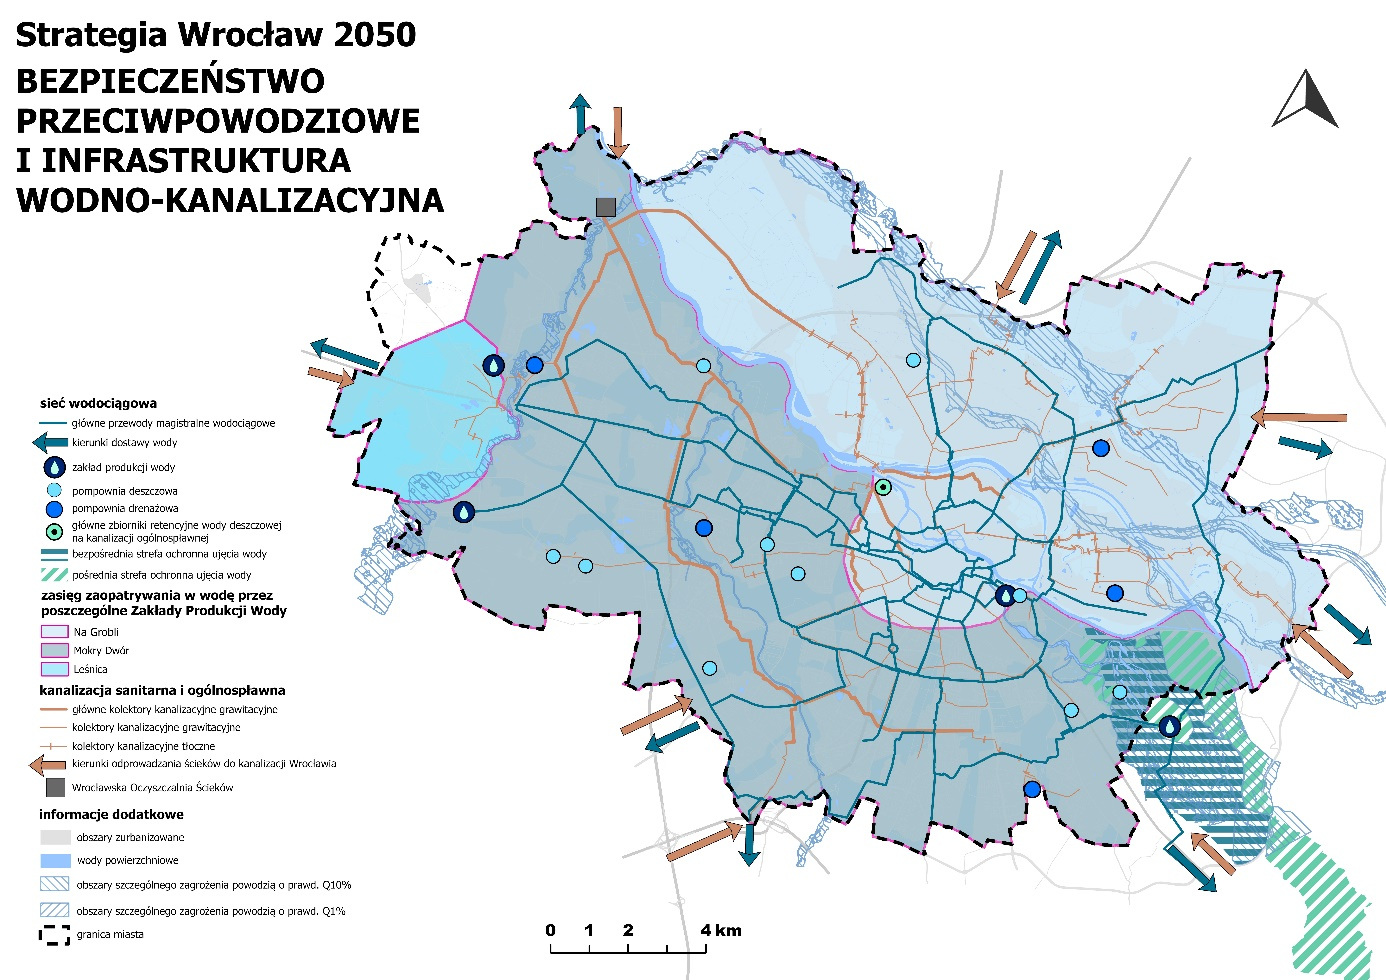 Strategia Wrocław 2050
BEZPIECZEŃSTWO
PRZECIWPOWODZIOWE
I INFRASTRUKTURA
WODNO-KANALIZACYJNA
sieć wodociągowa
główne przewody magistralne wodociągowe
kierunki dostawy wody
zakład produkcji wody
pompownia deszczowa
pompownia drenażowa
główne zbiorniki retencyjne wody deszczowej
na kanalizacji ogólnospławnej
bezpośrednia strefa ochronna ujęcia wody
pośrednia strefa ochronna ujęcia wody
zasięg zaopatrywania w wodę przez
poszczególne Zakłady Produkcji Wody
Na Grobli
Mokry Dwór
Leśnica
kanalizacja sanitarna i ogólnospławna
główne kolektory kanalizacyjne grawitacyjne
kolektory kanalizacyjne grawitacyjne
kolektory kanalizacyjne tłoczne
kierunki odprowadzania ścieków do kanalizacji Wrocławia
Wrocławska Oczyszczalnia Ścieków
informacje dodatkowe
obszary zurbanizowane
wody powierzchniowe
obszary szczególnego zagrożenia powodzią o prawd. Q10%
obszary szczególnego zagrożenia powodzią o prawd. Q1%
granica miasta
0 1 2 4 km